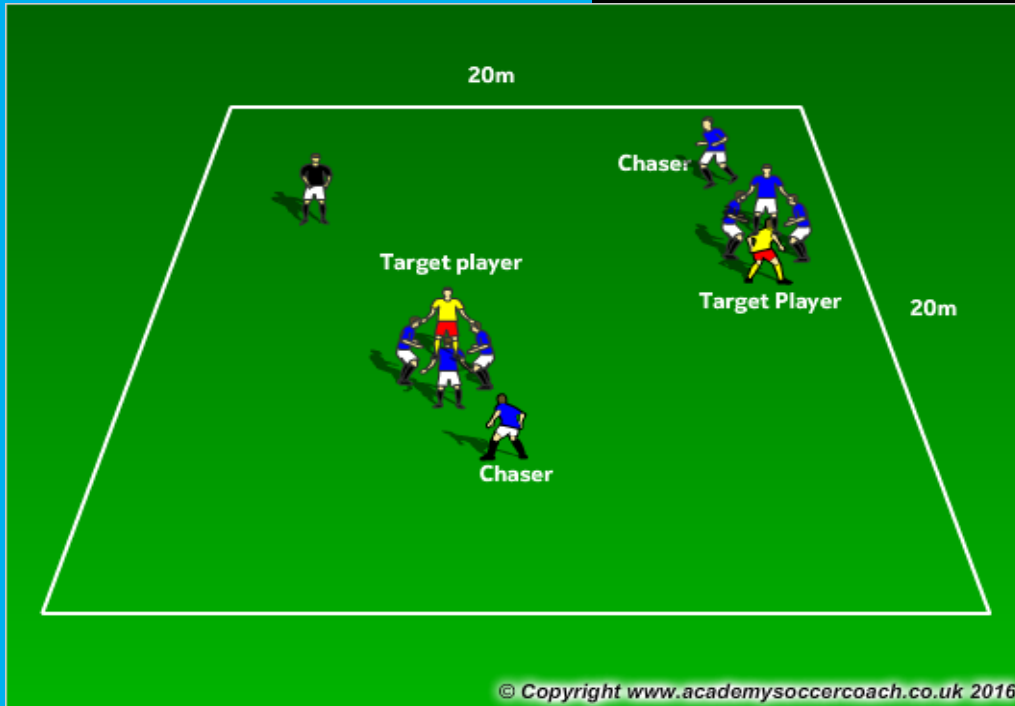 20m
Chaser
Target player
Target Player
20m
Chaser
© Copyright www.academysoccercoach.co.uk 2016